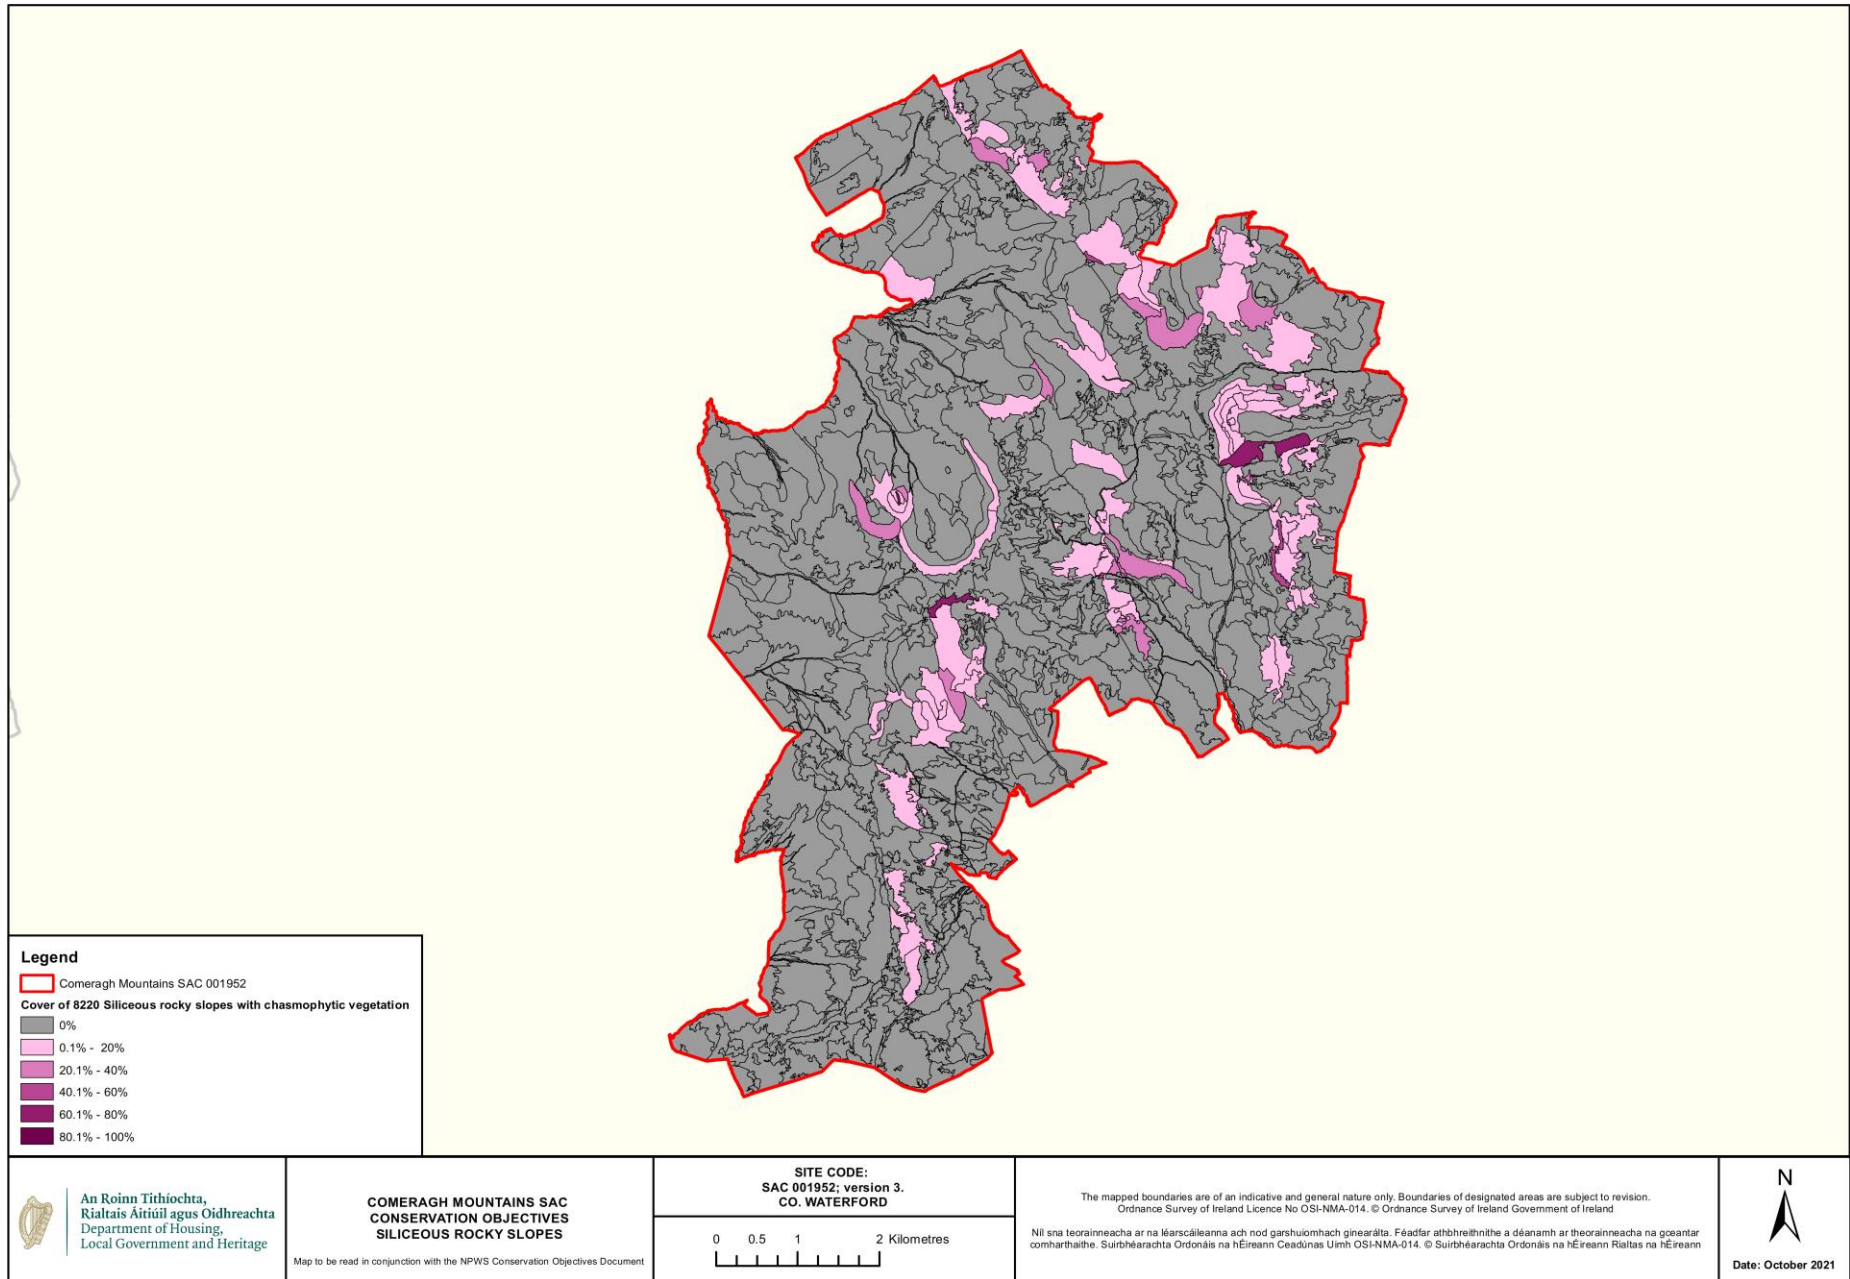 Legend
Comeragh Mountains SAC 001952
Cover of 8220 Siliceous rocky slopes with chasmophytic vegetation
0%
0.1% - 20%
20.1% - 40%
40.1% - 60%
60.1% - 80%
80.1% - 100%
An Roinn Tithíochta,
Rialtais Áitiúil agus Oidhreachta
Department of Housing,
Local Government and Heritage
COMERAGH MOUNTAINS SAC
CONSERVATION OBJECTIVES
SILICEOUS ROCKY SLOPES
Map to be read in conjunction with the NPWS Conservation Objectives Document
SITE CODE:
SAC 001952; version 3.
CO. WATERFORD
0 0.5 1 2 Kilometres
The mapped boundaries are of an indicative and general nature only. Boundaries of designated areas are subject to revision.
Ordnance Survey of Ireland Licence No OSI-NMA-014. © Ordnance Survey of Ireland Government of Ireland
Níl sna teorainneacha ar na léarscáileanna ach nod garshuiomhach ginearálta. Féadfar athbhreithnithe a déanamh ar theorainneacha na gceantar
comharthaithe. Suirbhéarachta Ordonáis na hÉireann Ceadúnas Uimh OSI-NMA-014. © Suirbhéarachta Ordonáis na hÉireann Rialtas na hÉireann
N
Date: October 2021